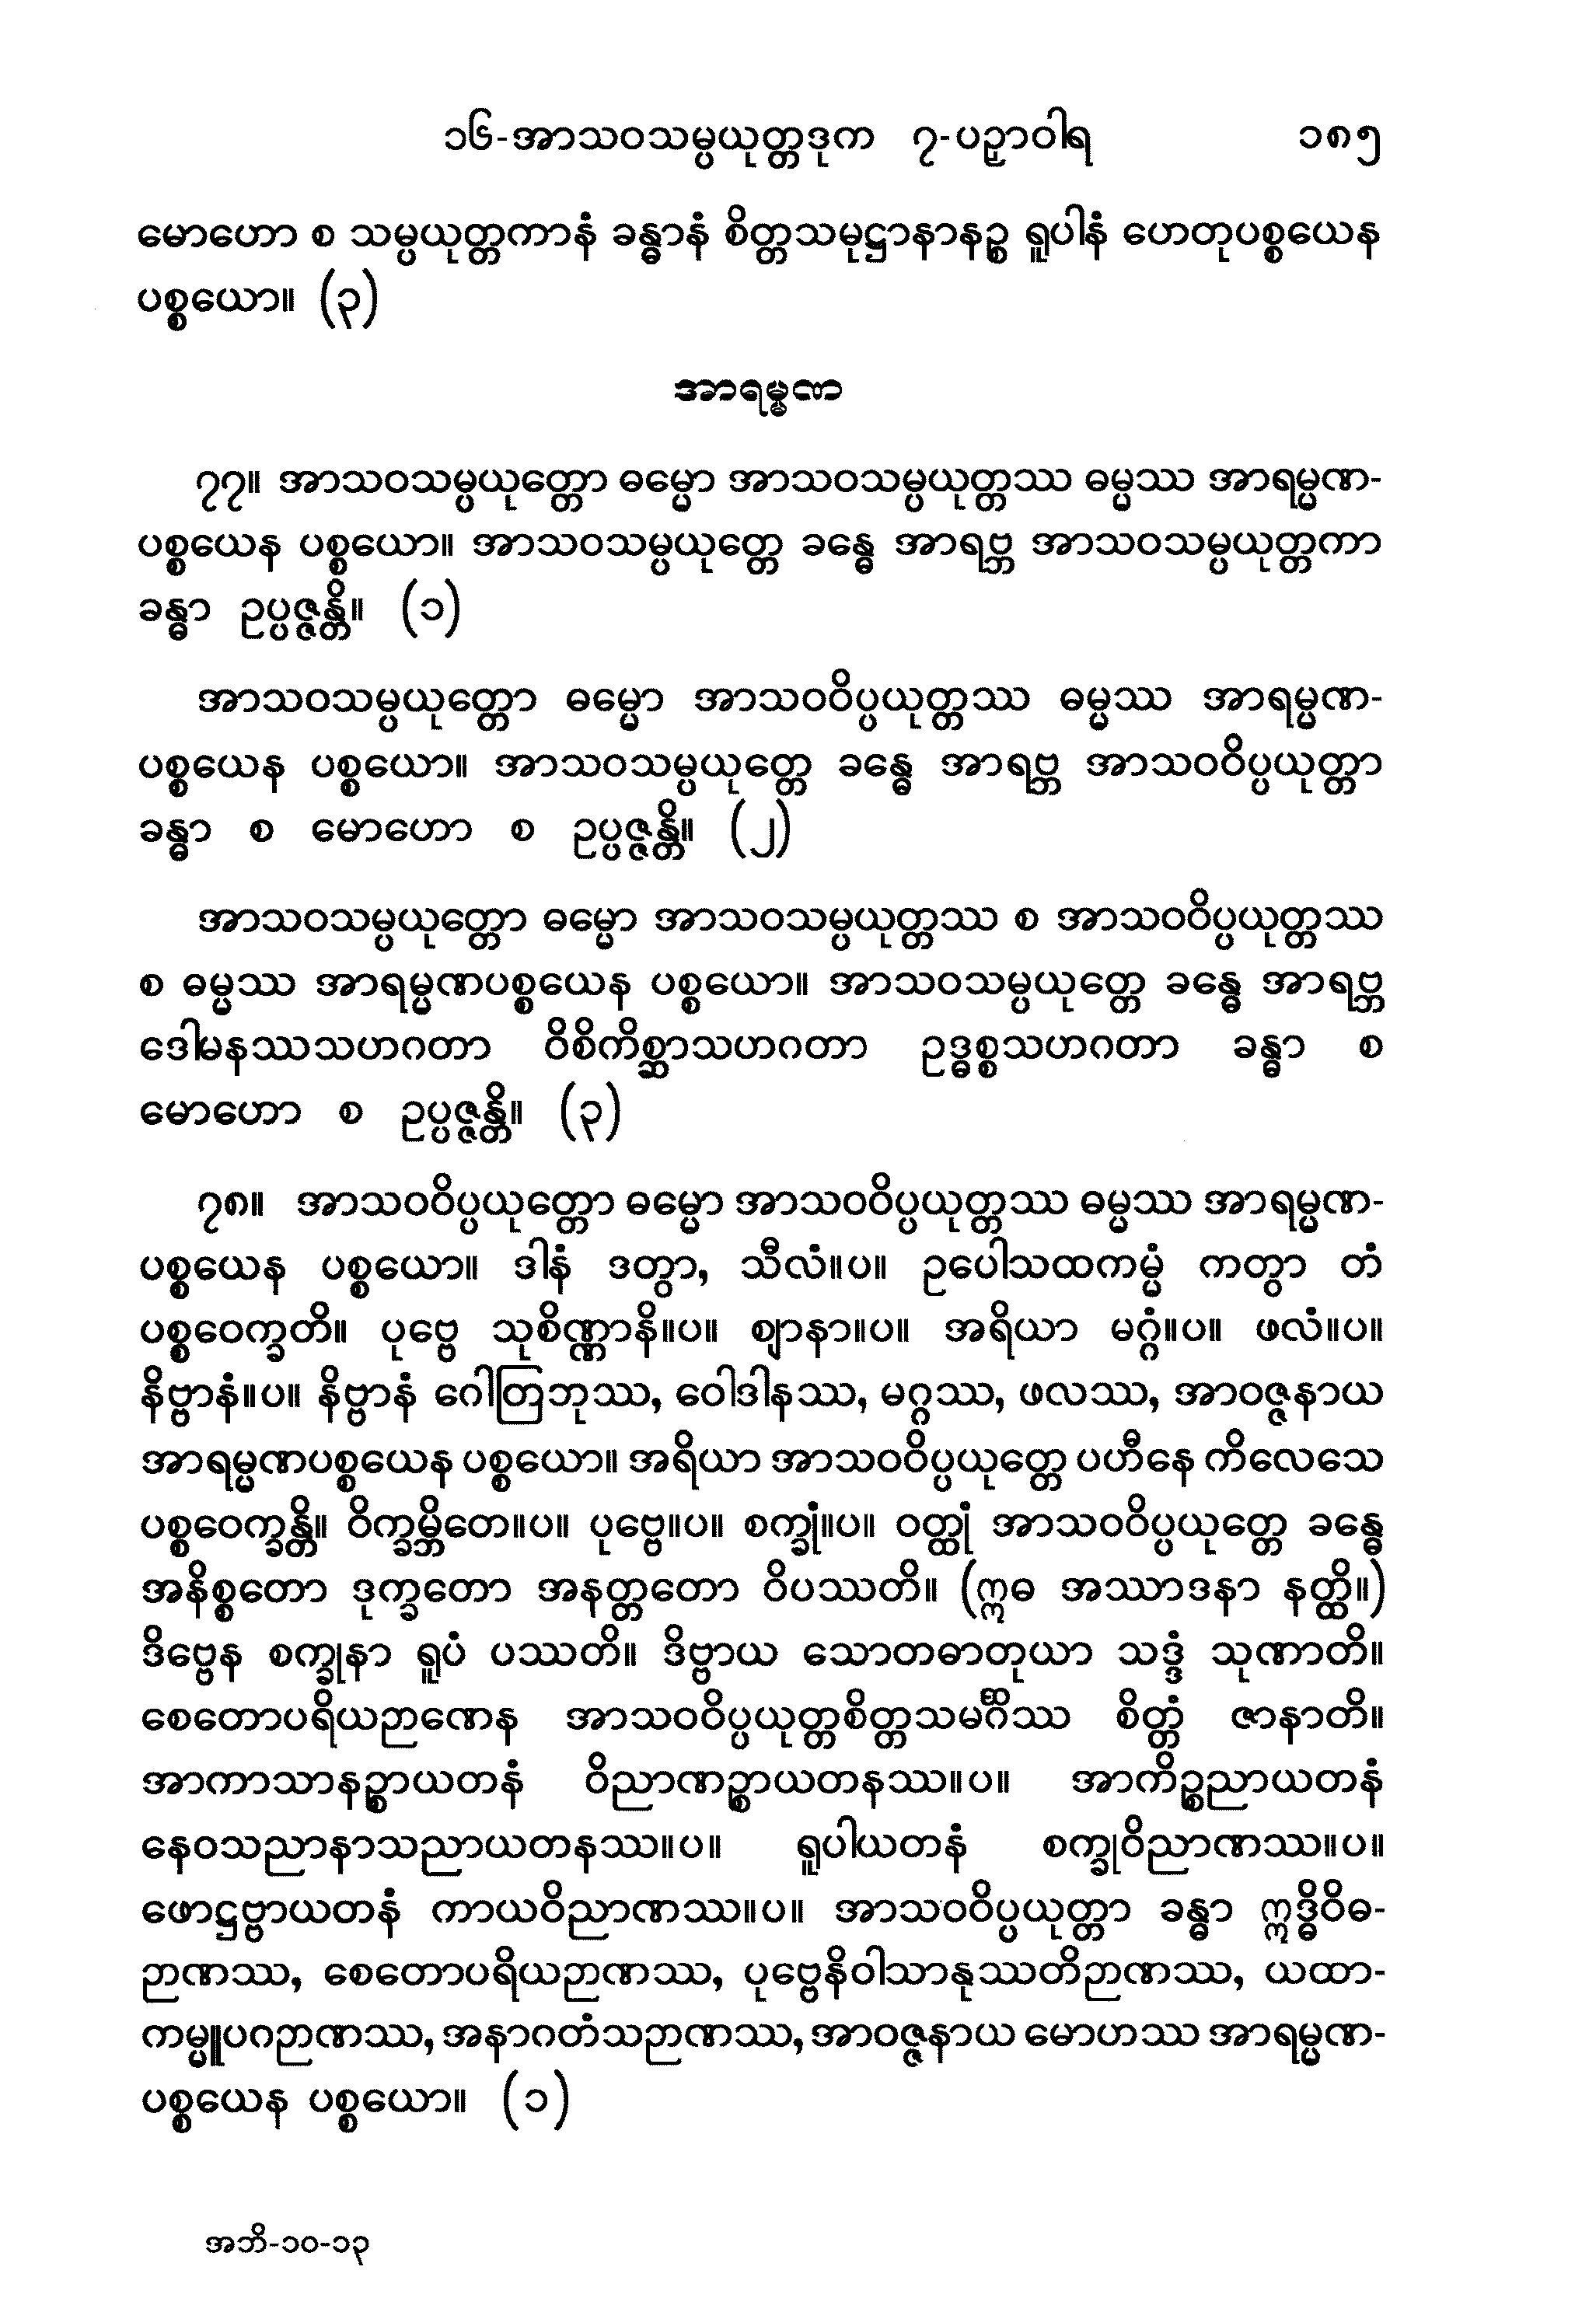 ၁၆-အာသဝသမ္ပယုတ္တဒုက ၇-ပဉှာဝါရ ၁၈၅
မောဟော စ သမ္ပယုတ္တကာနံ ခန္ဓာနံ စိတ္တသမုဋ္ဌာနာနဉ္စ ရူပါနံ ဟေတုပစ္စယေန
ပစ္စယော။ (၃)
အာရမ္မဏ
၇၇။ အာသဝသမ္ပယုတ္တော ဓမ္မော အာသဝသမ္ပယုတ္တဿ ဓမ္မဿ အာရမ္မဏ-
ပစ္စယေန ပစ္စယော။ အာသဝသမ္ပယုတ္တေ ခန္ဓေ အာရဗ္ဘ အာသဝသမ္ပယုတ္တကာ
ခန္ဓာ ဥပ္ပဇ္ဇန္တိ။ (၁)
အာသဝသမ္ပယုတ္တော ဓမ္မော အာသဝဝိပ္ပယုတ္တဿ ဓမ္မဿ အာရမ္မဏ-
ပစ္စယေန ပစ္စယော။ အာသဝသမ္ပယုတ္တေ ခန္ဓေ အာရဗ္ဘ အာသဝဝိပ္ပယုတ္တာ
ခန္ဓာ စ မောဟော စ ဥပ္ပဇ္ဇန္တိ။ (၂)
အာသဝသမ္ပယုတ္တော ဓမ္မော အာသဝသမ္ပယုတ္တဿ စ အာသဝဝိပ္ပယုတ္တဿ
စ ဓမ္မဿ အာရမ္မဏပစ္စယေန ပစ္စယော။ အာသဝသမ္ပယုတ္တေ ခန္ဓေ အာရဗ္ဘ
ဒေါမနဿသဟဂတာ ဝိစိကိစ္ဆာသဟဂတာ ဥဒ္ဓစ္စသဟဂတာ ခန္ဓာ စ
မောဟော စ ဥပ္ပဇ္ဇန္တိ။ (၃)
၇၈။ အာသဝဝိပ္ပယုတ္တော ဓမ္မော အာသဝဝိပ္ပယုတ္တဿ ဓမ္မဿ အာရမ္မဏ-
ပစ္စယေန ပစ္စယော။ ဒါနံ ဒတွာ, သီလံ။ပ။ ဥပေါသထကမ္မံ ကတွာ တံ
ပစ္စဝေက္ခတိ။ ပုဗ္ဗေ သုစိဏ္ဏာနိ။ပ။ ဈာနာ။ပ။ အရိယာ မဂ္ဂံ။ပ။ ဖလံ။ပ။
နိဗ္ဗာနံ။ပ။ နိဗ္ဗာနံ ဂေါတြဘုဿ, ဝေါဒါနဿ, မဂ္ဂဿ, ဖလဿ, အာဝဇ္ဇနာယ
အာရမ္မဏပစ္စယေန ပစ္စယော။ အရိယာ အာသဝဝိပ္ပယုတ္တေ ပဟီနေ ကိလေသေ
ပစ္စဝေက္ခန္တိ။ ဝိက္ခမ္ဘိတေ။ပ။ ပုဗ္ဗေ။ပ။ စက္ခုံ။ပ။ ဝတ္ထုံ အာသဝဝိပ္ပယုတ္တေ ခန္ဓေ
အနိစ္စတော ဒုက္ခတော အနတ္တတော ဝိပဿတိ။ (ဣဓ အဿာဒနာ နတ္ထိ။)
ဒိဗ္ဗေန စက္ခုနာ ရူပံ ပဿတိ။ ဒိဗ္ဗာယ သောတဓာတုယာ သဒ္ဒံ သုဏာတိ။
စေတောပရိယဉာဏေန အာသဝဝိပ္ပယုတ္တစိတ္တသမင်္ဂိဿ စိတ္တံ ဇာနာတိ။
အာကာသာနဉ္စာယတနံ ဝိညာဏဉ္စာယတနဿ။ပ။ အာကိဉ္စညာယတနံ
နေဝသညာနာသညာယတနဿ။ပ။ ရူပါယတနံ စက္ခုဝိညာဏဿ။ပ။
ဖောဋ္ဌဗ္ဗာယတနံ ကာယဝိညာဏဿ။ပ။ အာသဝဝိပ္ပယုတ္တာ ခန္ဓာ ဣဒ္ဓိဝိဓ-
ဉာဏဿ, စေတောပရိယဉာဏဿ, ပုဗ္ဗေနိဝါသာနုဿတိဉာဏဿ, ယထာ-
ကမ္မူပဂဉာဏဿ, အနာဂတံသဉာဏဿ, အာဝဇ္ဇနာယ မောဟဿ အာရမ္မဏ-
ပစ္စယေန ပစ္စယော။ (၁)
အဘိ-၁၀-၁၃